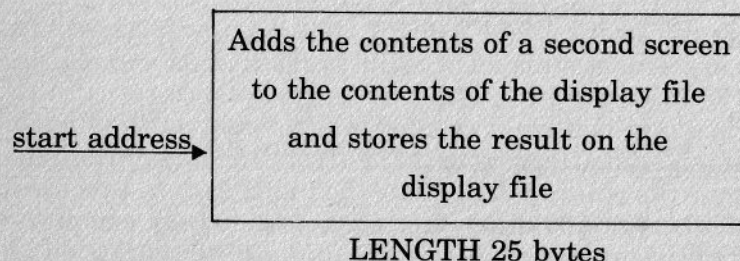 Adds the contents of a second screen
to the contents of the display file
start address
and stores the result on the
display file
LENGTH 25 bytes